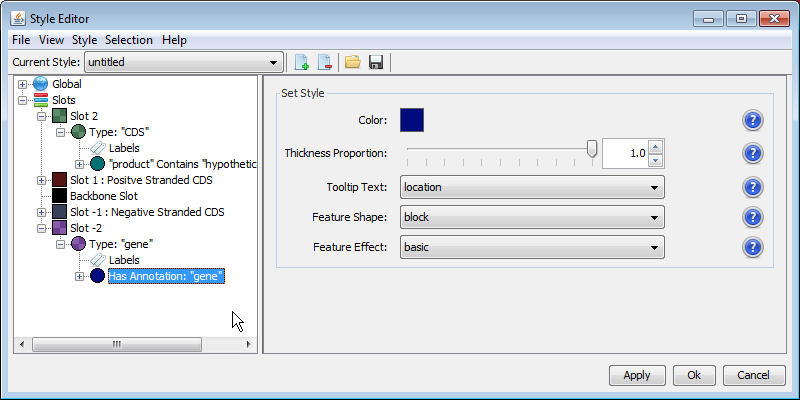 Style Editor
File View Style Selection Help
Current Style: untitled
Global
Slots
Slot 2
Type: "CDS"
Labels
"product" Contains "hypothetic
Slot 1 : Positve Stranded CDS
Backbone Slot
Slot -1 : Negative Stranded CDS
Slot -2
Type: "gene"
Labels
Has Annotation: "gene"
Set Style
Color:
Thickness Proportion: 1.0
Tooltip Text: location
Feature Shape: block
Feature Effect: basic
Apply Ok Cancel